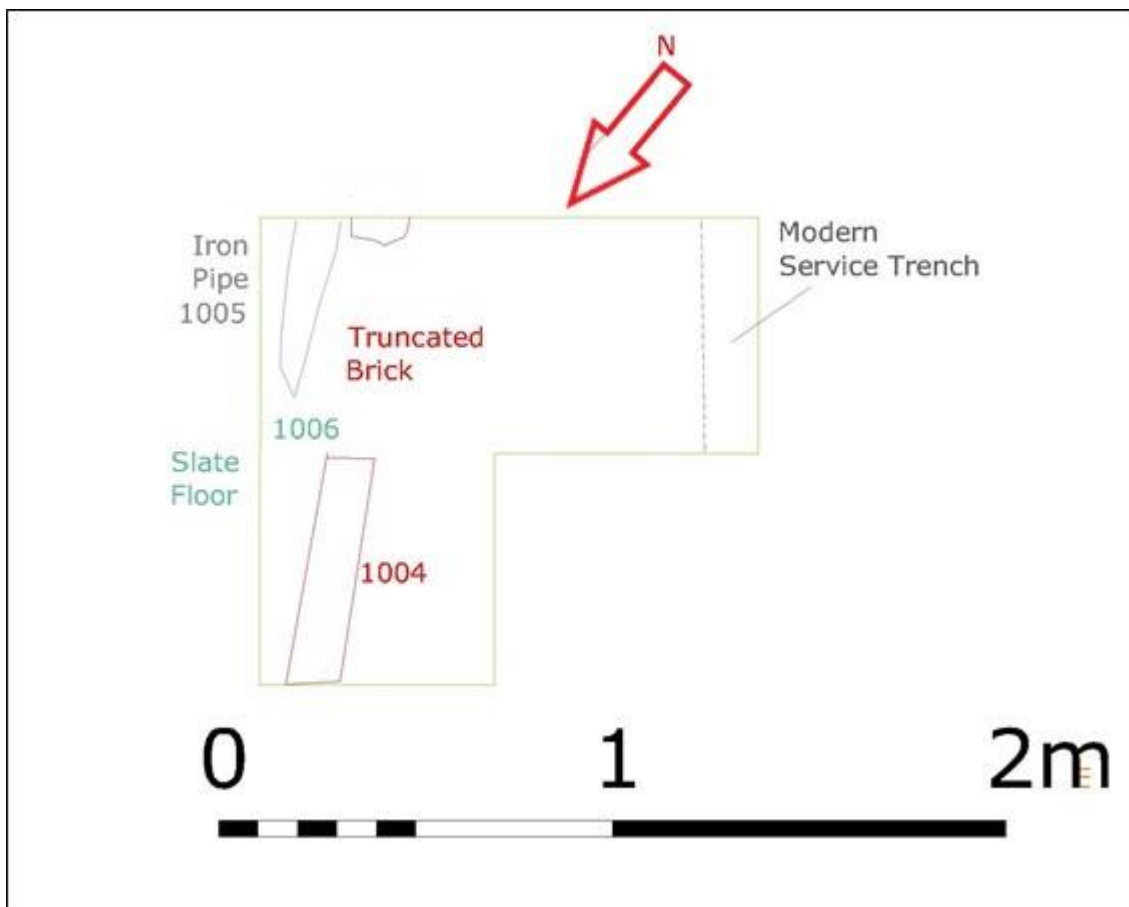 N
Iron
Pipe
1005
Modern
Service Trench
Truncated
Brick
1006
Slate
Floor
1004
0 1 2m
E